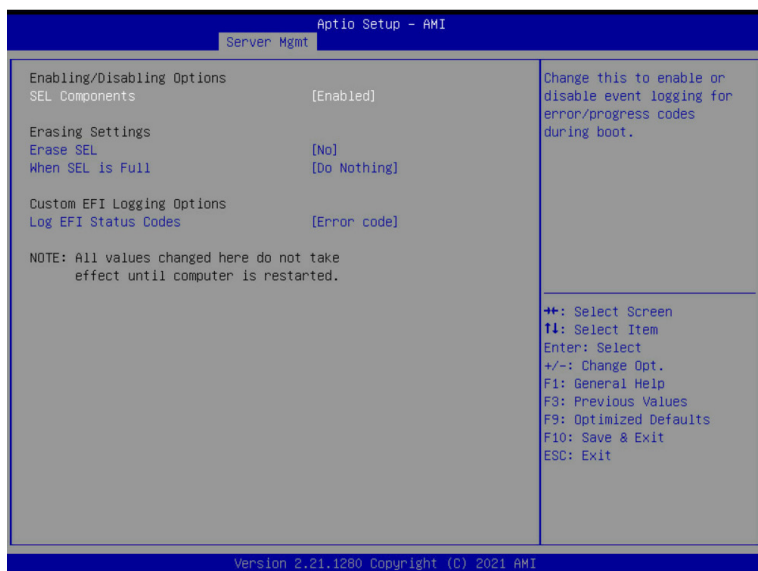 Aptio Setup - AMI
Server Mgmt
Enabling/Disabling Options
SEL Components [Enabled]
Erasing Settings
Erase SEL [No]
When SEL is Full [Do Nothing]
Custom EFI Logging Options
Log EFI Status Codes [Error code]
NOTE: All values changed here do not take
effect until computer is restarted.
Change this to enable or
disable event logging for
error/progress codes
during boot.
→←: Select Screen
↑↓: Select Item
Enter: Select
+/-: Change Opt.
F1: General Help
F3: Previous Values
F9: Optimized Defaults
F10: Save & Exit
ESC: Exit
Version 2.21.1280 Copyright (C) 2021 AMI